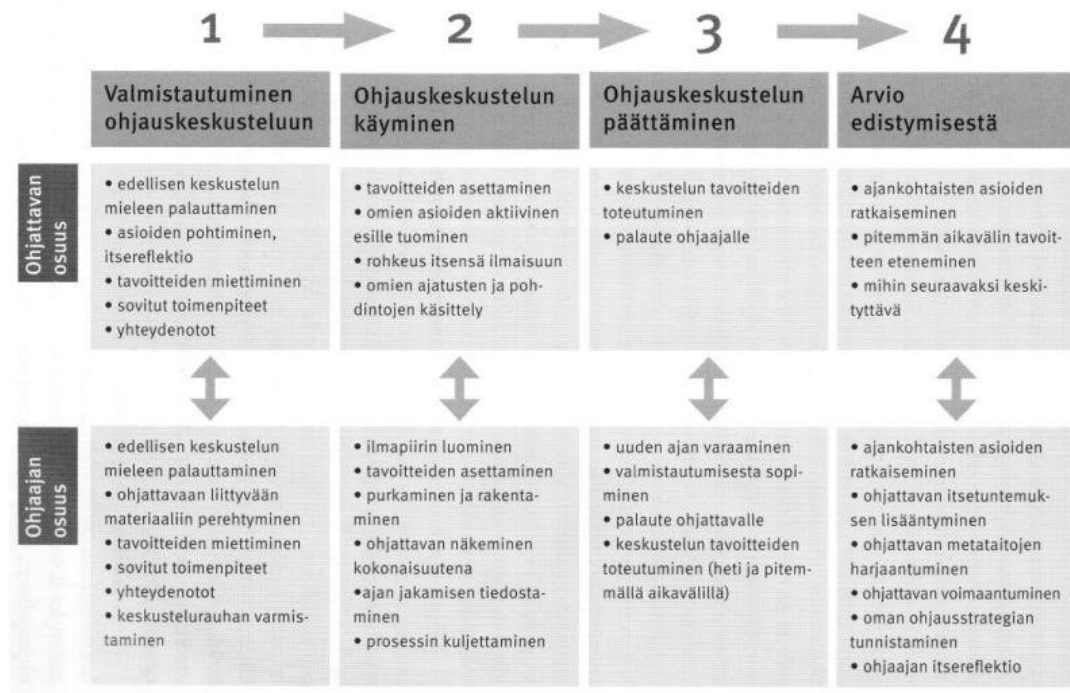 1
2
3
4
Valmistautuminen
ohjauskeskusteluun
Ohjauskeskustelun
käyminen
Ohjauskeskustelun
päättäminen
Arvio
edistymisestä
Ohjattavan
osuus
• edellisen keskustelun
mieleen palauttaminen
• asioiden pohtiminen,
itsereflektio
• tavoitteiden miettiminen
• sovitut toimenpiteet
• yhteydenotot
• tavoitteiden asettaminen
• omien asioiden aktiivinen
esille tuominen
• rohkeus itsensä ilmaisuun
• omien ajatusten ja poh-
dintojen käsittely
• keskustelun tavoitteiden
toteutuminen
• palaute ohjaajalle
• ajankohtaisten asioiden
ratkaiseminen
• pitemmän aikavälin tavoit-
teen eteneminen
• mihin seuraavaksi keski-
tyttävä
Ohjaajan
osuus
• edellisen keskustelun
mieleen palauttaminen
• ohjattavaan liittyvään
materiaaliin perehtyminen
• tavoitteiden miettiminen
• sovitut toimenpiteet
• yhteydenotot
• keskustelurauhan varmis-
taminen
• ilmapiirin luominen
• tavoitteiden asettaminen
• purkaminen ja rakenta-
minen
• ohjattavan näkeminen
kokonaisuutena
•ajan jakamisen tiedosta-
minen
• prosessin kuljettaminen
• uuden ajan varaaminen
• valmistautumisesta sopi-
minen
• palaute ohjattavalle
• keskustelun tavoitteiden
toteutuminen (heti ja pitem-
mällä aikavälillä)
• ajankohtaisten asioiden
ratkaiseminen
• ohjattavan itsetuntemuk-
sen lisääntyminen
• ohjattavan metataitojen
harjaantuminen
• ohjattavan voimaantuminen
• oman ohjausstrategian
tunnistaminen
• ohjaajan itsereflektio